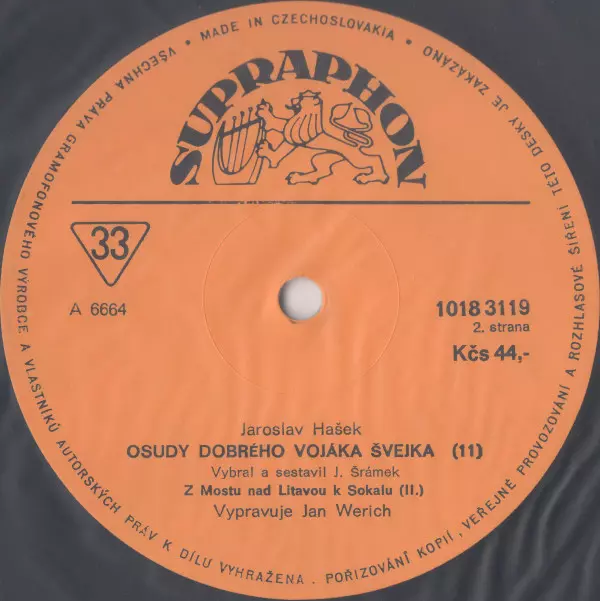 VŠECHNA PRÁVA GRAMOFONOVÉHO VÝROBCE A VLASTNÍKŮ AUTORSKÝCH PRÁV K DÍLU VYHRAŽENA . POŘIZOVÁNÍ KOPIÍ , VEŘEJNÉ PROVOZOVÁNÍ A ROZHLASOVÉ ŠÍŘENÍ TÉTO DESKY JE ZAKÁZÁNO
• MADE IN CZECHOSLOVAKIA •
SUPRAPHON
33
A 6664
1018 3119
2. strana
Kčs 44,-
Jaroslav Hašek
OSUDY DOBRÉHO VOJÁKA ŠVEJKA (11)
Vybral a sestavil J. Šrámek
Z Mostu nad Litavou k Sokalu (II.)
Vypravuje Jan Werich